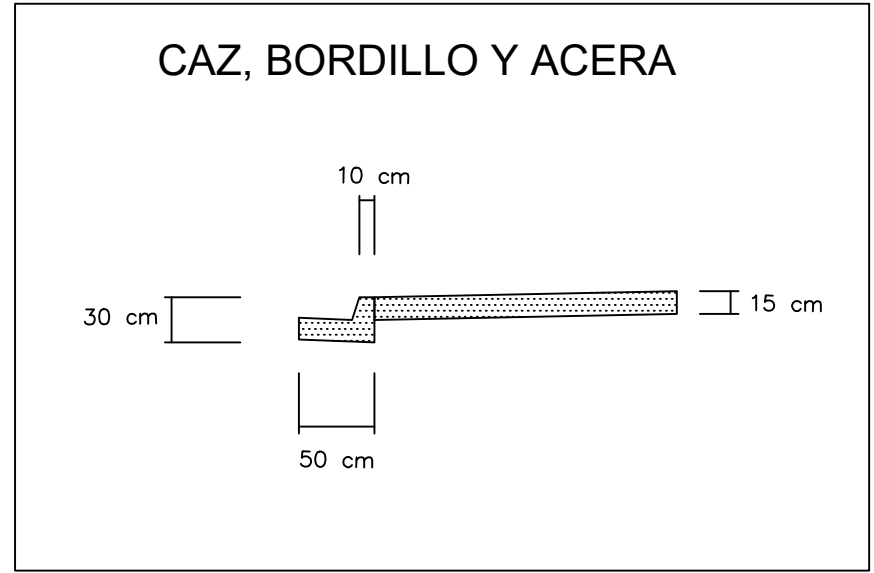 CAZ, BORDILLO Y ACERA
10 cm
30 cm
15 cm
50 cm